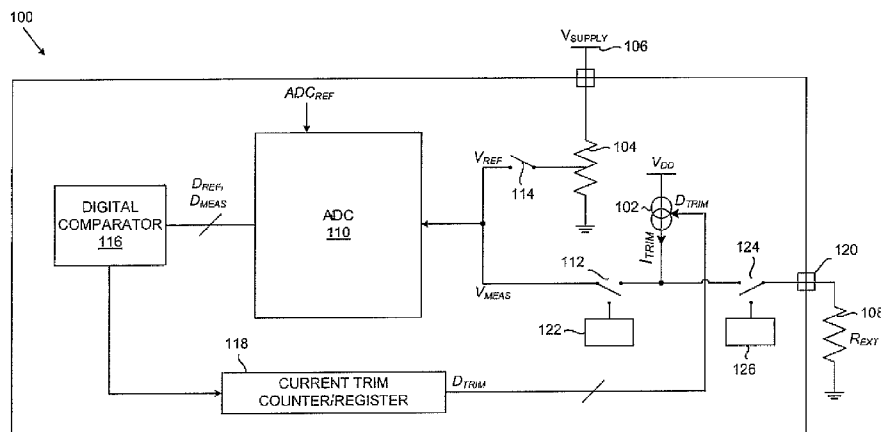 100
VSUPPLY
106
ADCREF
104
VREF
114
VDD
102
DTRIM
DREF,
DMEAS
DIGITAL
COMPARATOR
116
ADC
110
ITRIM
112
124
120
VMEAS
122
126
108
REXT
118
CURRENT TRIM
COUNTER/REGISTER
DTRIM